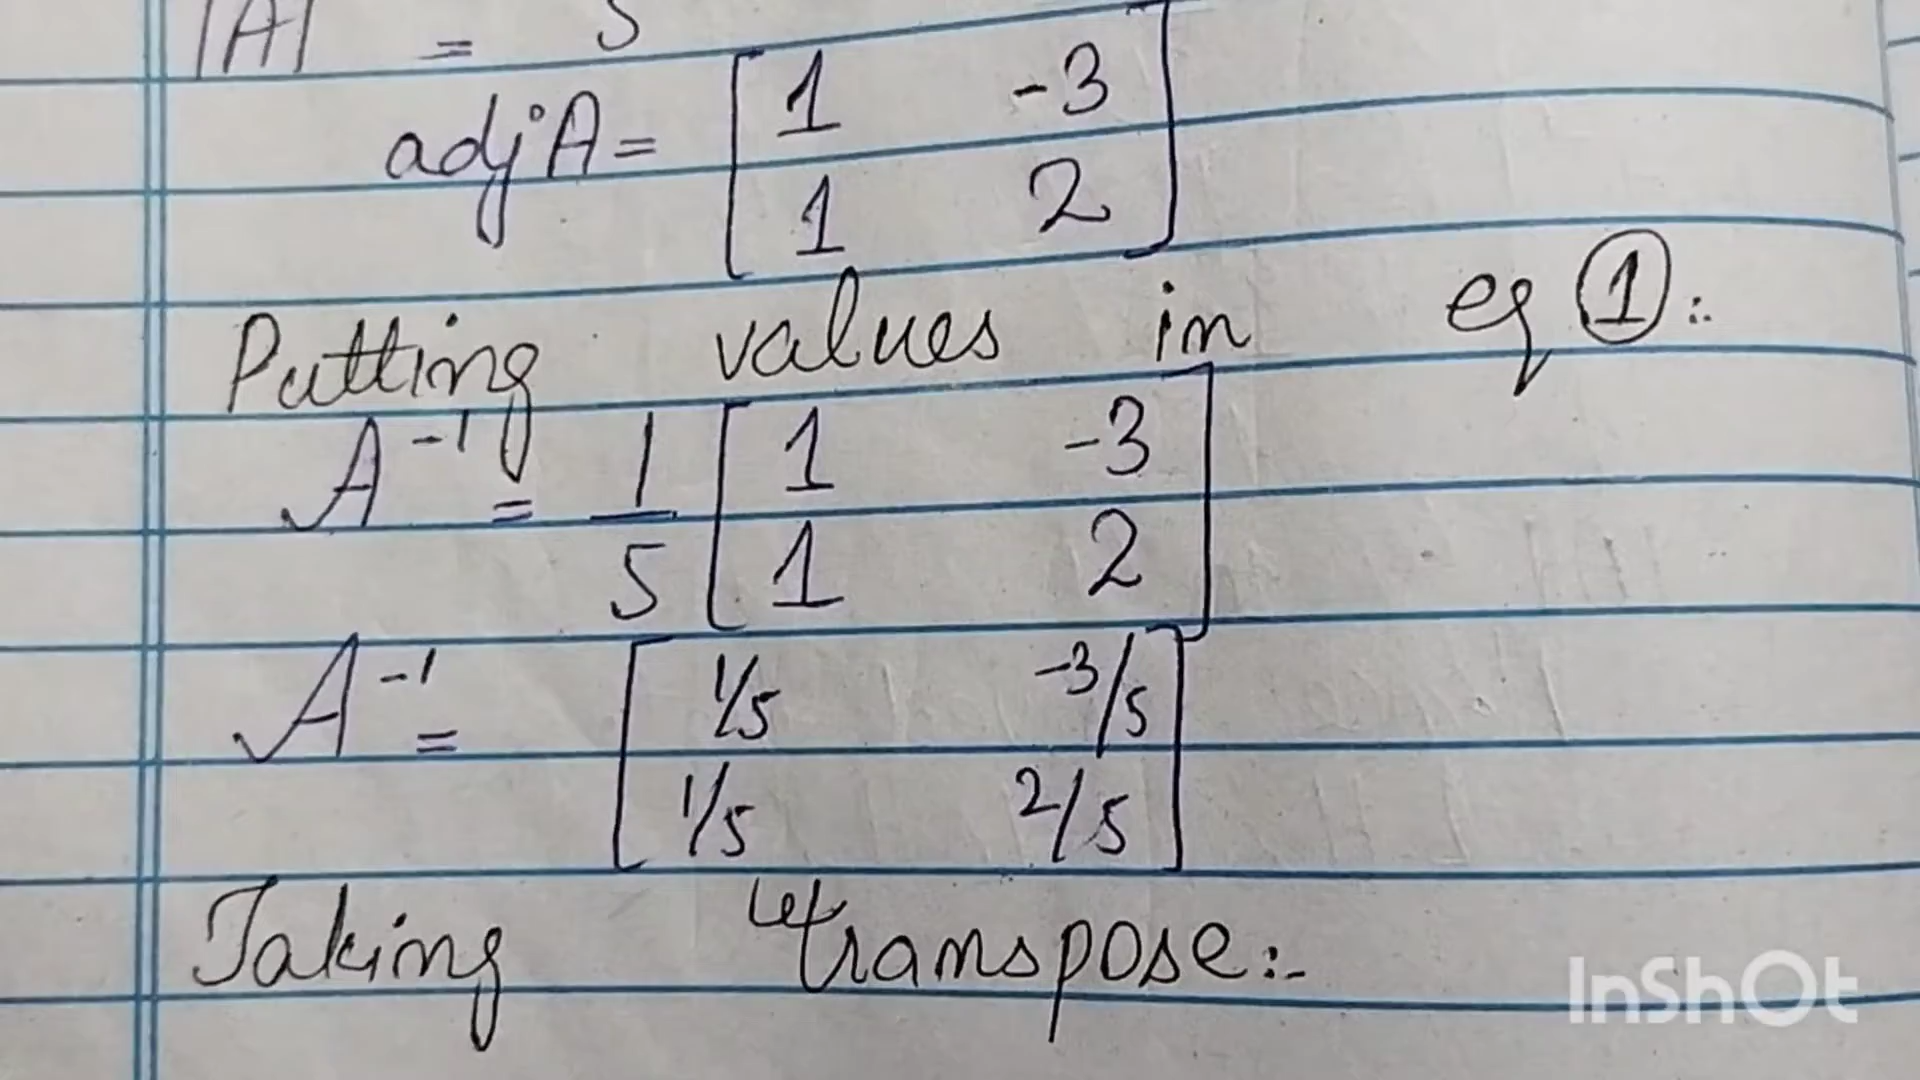 |A| = 5
adj A = [1 -3
1 2]
Putting values in eq ①:
A⁻¹ = 1/5 [1 -3
1 2]
A⁻¹ = [1/5 -3/5
1/5 2/5]
Taking transpose:-
InShOt